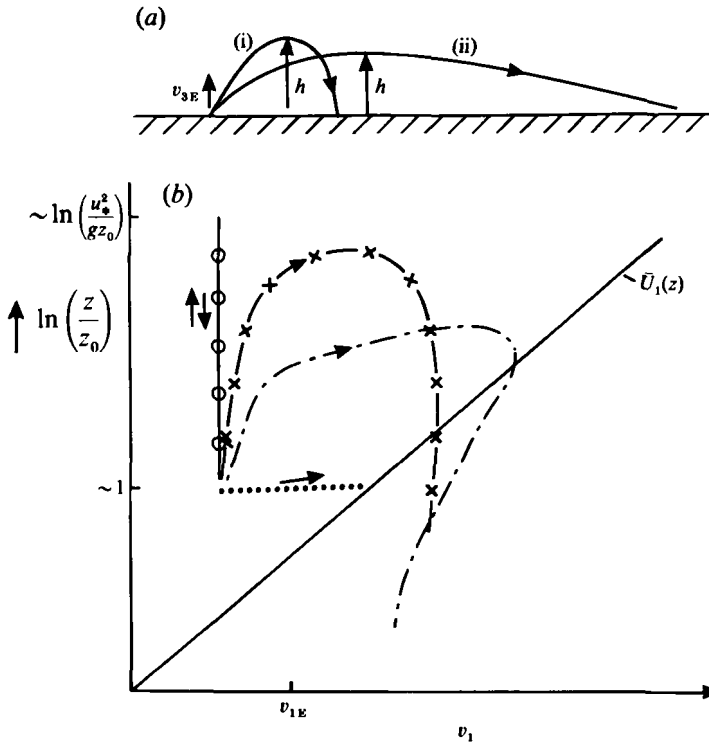 (a)
(i)
(ii)
v₃E
h
h
(b)
~ ln (u*² / gz₀)
Ū₁(z)
ln (z / z₀)
~1
v₁E
v₁